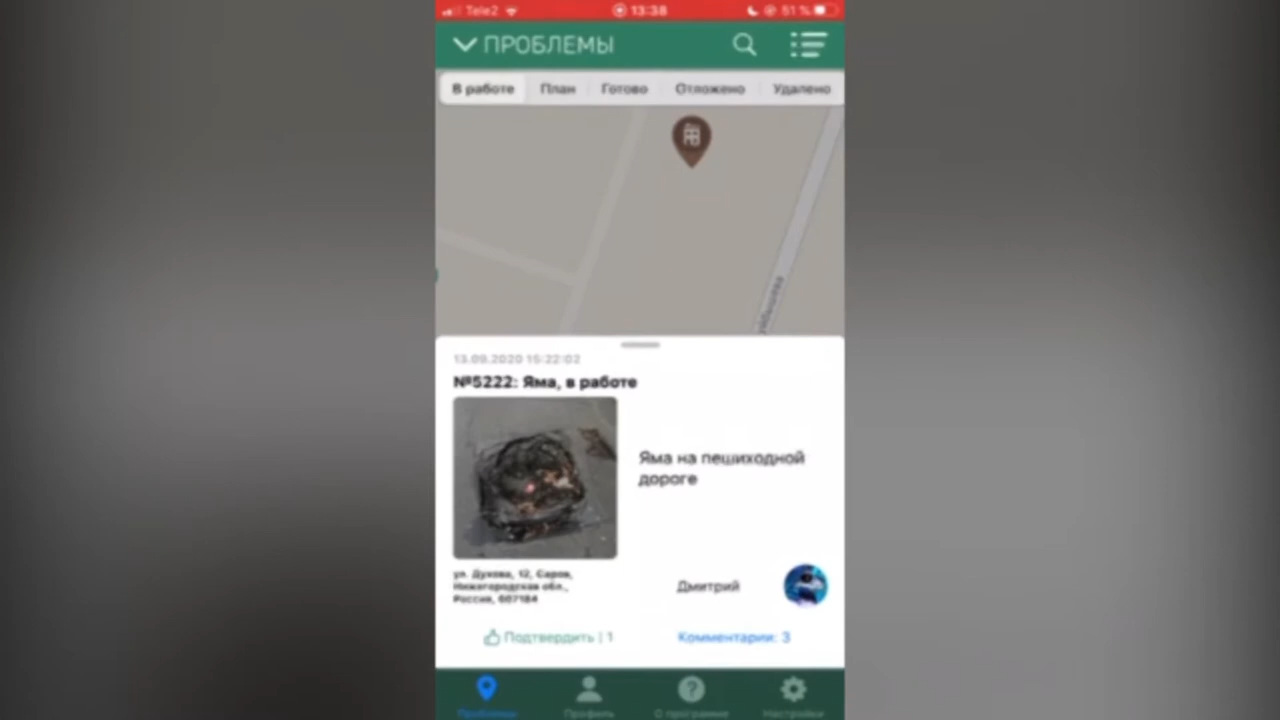 Tele2 13:38 51 %
ПРОБЛЕМЫ
В работе План Готово Отложено Удалено
13.09.2020 15:22:02
№5222: Яма, в работе
Яма на пешиходной
дороге
ул. Духова, 12, Саров,
Нижегородская обл.,
Россия, 607184
Дмитрий
Подтвердить | 1
Комментарии: 3
Проблемы Профиль О программе Настройки